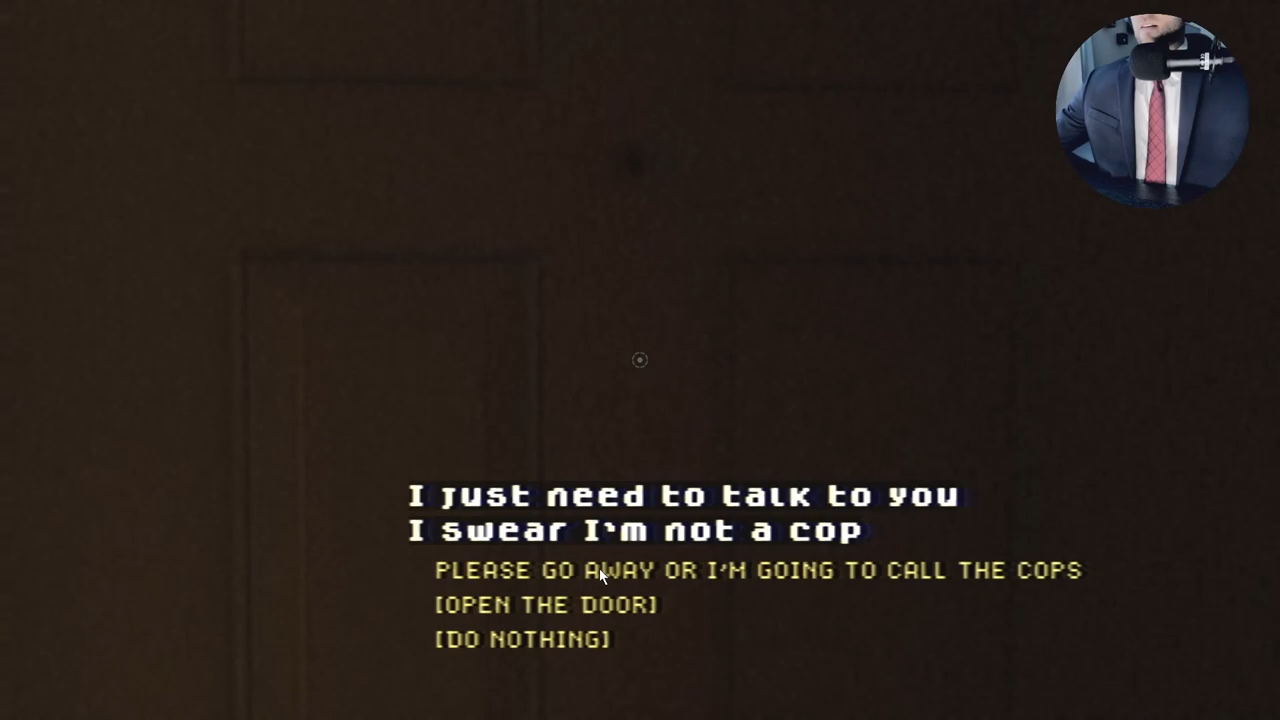 I just need to talk to you
I swear I'm not a cop
PLEASE GO AWAY OR I'M GOING TO CALL THE COPS
[OPEN THE DOOR]
[DO NOTHING]